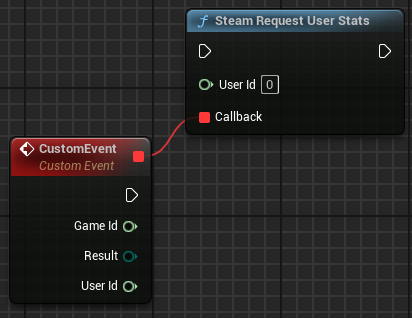 Steam Request User Stats
User Id 0
Callback
CustomEvent
Custom Event
Game Id
Result
User Id